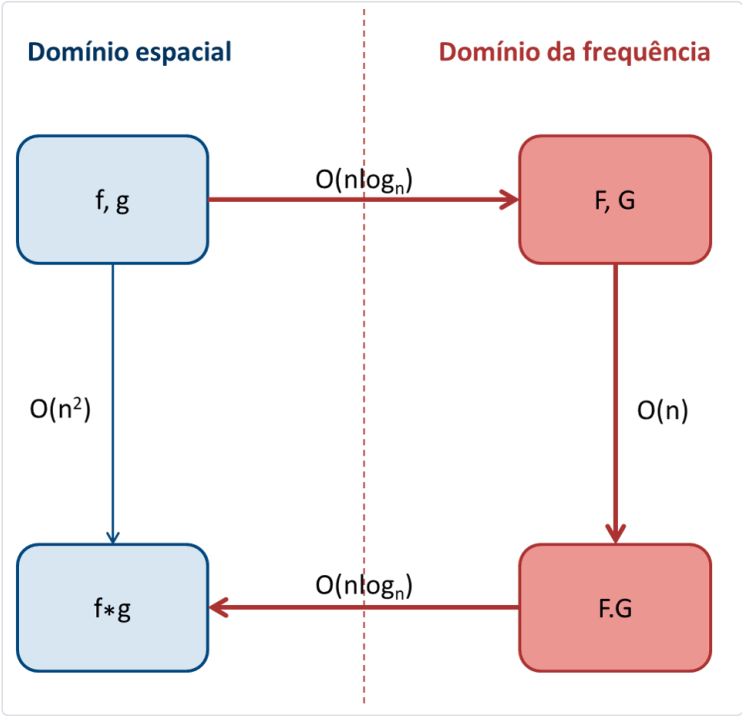 Domínio espacial
Domínio da frequência
f, g
O(nlogₙ)
F, G
O(n²)
O(n)
f∗g
O(nlogₙ)
F.G